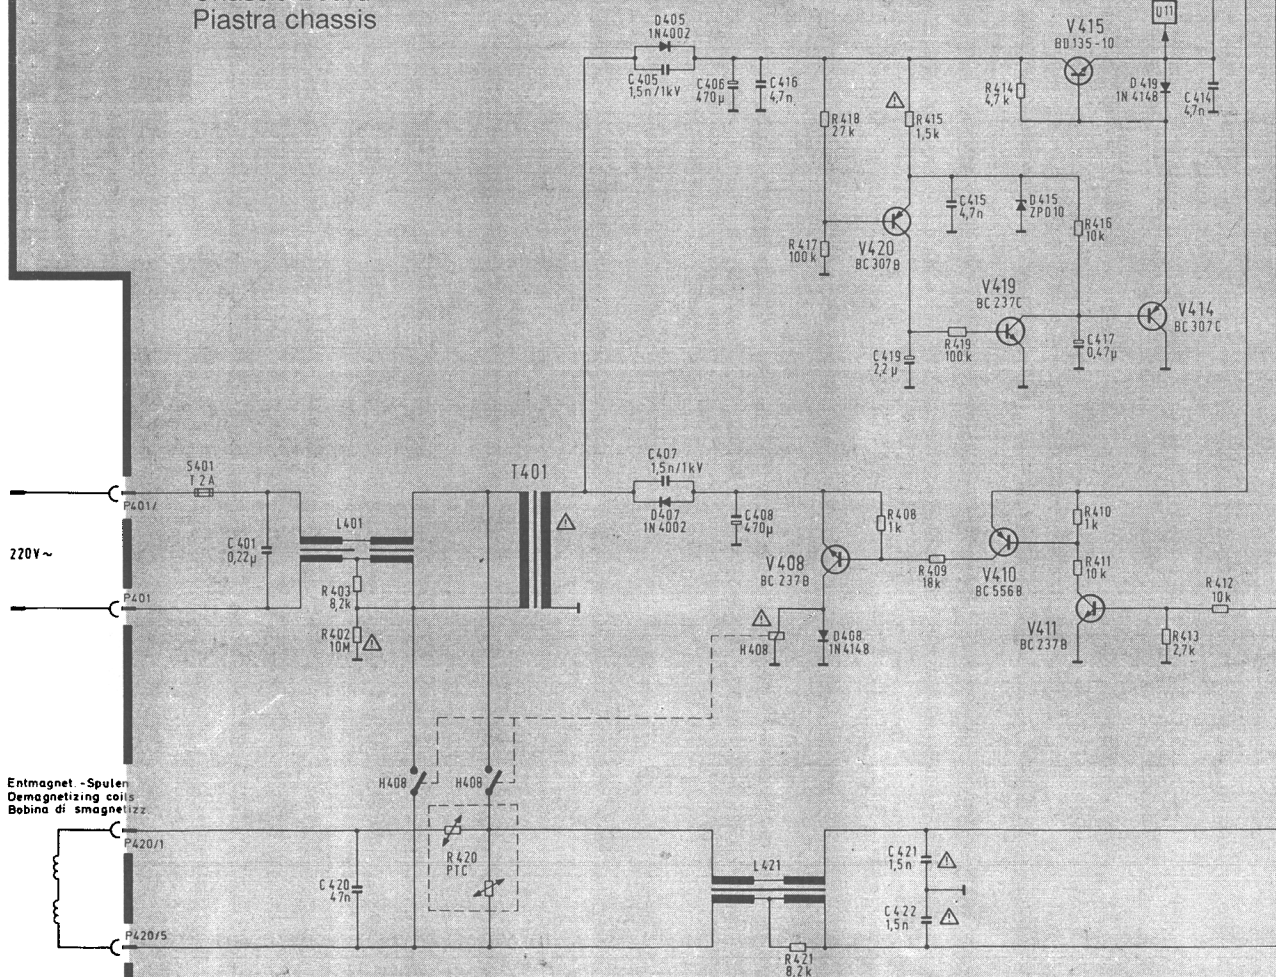 Piastra chassis
D405
1N4002
C405
1,5n/1kV
C406
470µ
C416
4,7n
V415
BD135-10
U11
R414
4,7k
D419
1N4148
C414
4,7n
R418
27k
R415
1,5k
C415
4,7n
D415
ZPD10
R416
10k
R417
100k
V420
BC307B
V419
BC237C
V414
BC307C
C419
2,2µ
R419
100k
C417
0,47µ
S401
T2A
P401/
T401
C407
1,5n/1kV
D407
1N4002
C408
470µ
R408
1k
R410
1k
L401
220V~
C401
0,22µ
V408
BC237B
R409
18k
V410
BC556B
R411
10k
R403
8,2k
R412
10k
P401
R402
10M
H408
D408
1N4148
V411
BC237B
R413
2,7k
Entmagnet.-Spulen
Demagnetizing coils
Bobina di smagnetizz.
H408
H408
P420/1
R420
PTC
L421
C421
1,5n
C420
47n
C422
1,5n
P420/5
R421
8,2k